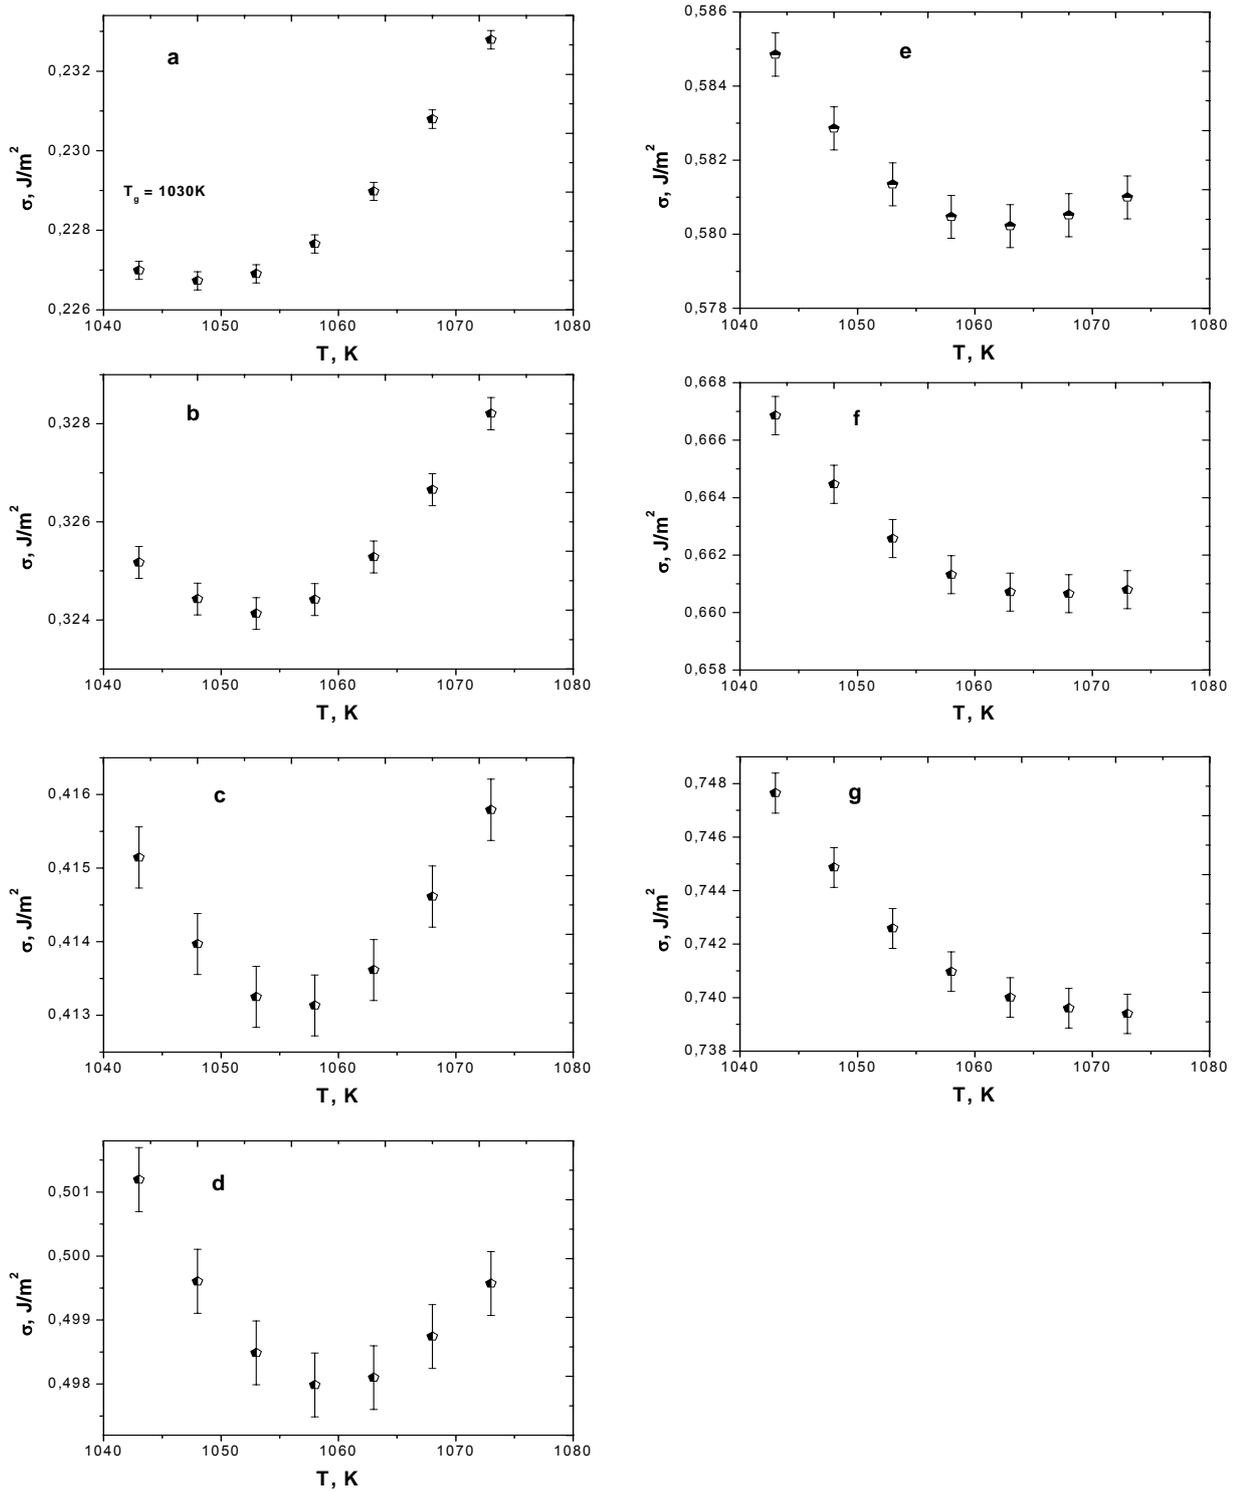 a
0,232
0,230
0,228
0,226
σ, J/m²
T_g = 1030K
1040 1050 1060 1070 1080
T, K
b
0,328
0,326
0,324
σ, J/m²
1040 1050 1060 1070 1080
T, K
c
0,416
0,415
0,414
0,413
σ, J/m²
1040 1050 1060 1070 1080
T, K
d
0,501
0,500
0,499
0,498
σ, J/m²
1040 1050 1060 1070 1080
T, K
e
0,586
0,584
0,582
0,580
0,578
σ, J/m²
1040 1050 1060 1070 1080
T, K
f
0,668
0,666
0,664
0,662
0,660
0,658
σ, J/m²
1040 1050 1060 1070 1080
T, K
g
0,748
0,746
0,744
0,742
0,740
0,738
σ, J/m²
1040 1050 1060 1070 1080
T, K